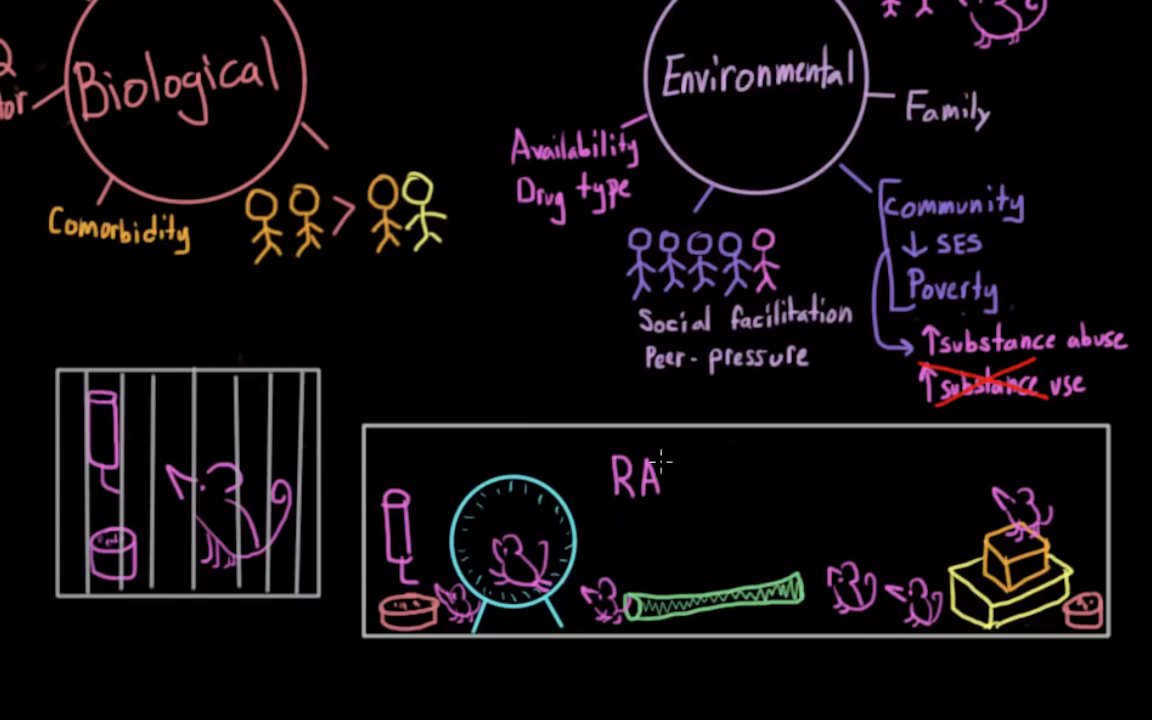 Biological
tor
Comorbidity
>
Environmental
Family
Availability
Drug type
Community
↓ SES
Poverty
↑substance abuse
↑substance use
Social facilitation
Peer-pressure
RA